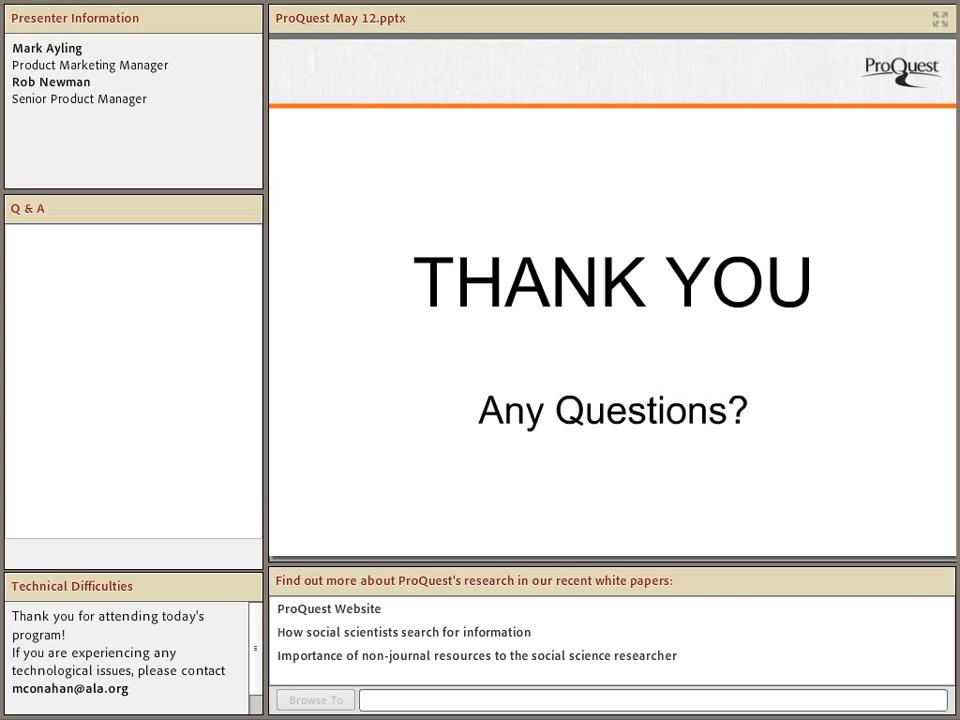 Presenter Information
Mark Ayling
Product Marketing Manager
Rob Newman
Senior Product Manager
Q & A
Technical Difficulties
Thank you for attending today's
program!
If you are experiencing any
technological issues, please contact
mconahan@ala.org
ProQuest May 12.pptx
ProQuest
THANK YOU
Any Questions?
Find out more about ProQuest's research in our recent white papers:
ProQuest Website
How social scientists search for information
Importance of non-journal resources to the social science researcher
Browse To